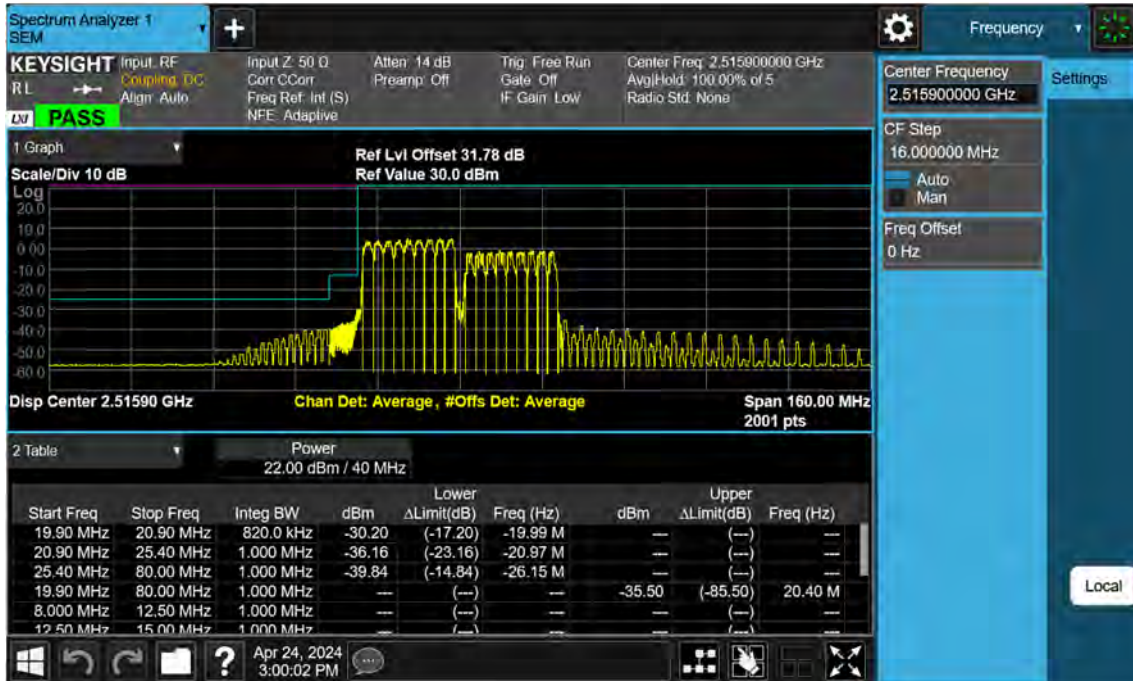 Spectrum Analyzer 1
SEM
+
Frequency
KEYSIGHT
RL
LXI
PASS
Input: RF
Coupling: DC
Align: Auto
Input Z: 50 Ω
Corr CCorr
Freq Ref: Int (S)
NFE: Adaptive
Atten: 14 dB
Preamp: Off
Trig: Free Run
Gate: Off
IF Gain: Low
Center Freq: 2.515900000 GHz
Avg|Hold: 100.00% of 5
Radio Std: None
Center Frequency
2.515900000 GHz
Settings
CF Step
16.000000 MHz
Auto
Man
Freq Offset
0 Hz
1 Graph
Scale/Div 10 dB
Ref Lvl Offset 31.78 dB
Ref Value 30.0 dBm
Log
20.0
10.0
0.00
-10.0
-20.0
-30.0
-40.0
-50.0
-60.0
Disp Center 2.51590 GHz
Chan Det: Average, #Offs Det: Average
Span 160.00 MHz
2001 pts
2 Table
Power
22.00 dBm / 40 MHz
Lower Upper
Start Freq Stop Freq Integ BW dBm ΔLimit(dB) Freq (Hz) dBm ΔLimit(dB) Freq (Hz)
19.90 MHz 20.90 MHz 820.0 kHz -30.20 (-17.20) -19.99 M --- (---) ---
20.90 MHz 25.40 MHz 1.000 MHz -36.16 (-23.16) -20.97 M --- (---) ---
25.40 MHz 80.00 MHz 1.000 MHz -39.84 (-14.84) -26.15 M --- (---) ---
19.90 MHz 80.00 MHz 1.000 MHz --- (---) --- -35.50 (-85.50) 20.40 M
8.000 MHz 12.50 MHz 1.000 MHz --- (---) --- --- (---) ---
12.50 MHz 15.00 MHz 1.000 MHz --- (---) --- --- (---) ---
Local
?
Apr 24, 2024
3:00:02 PM